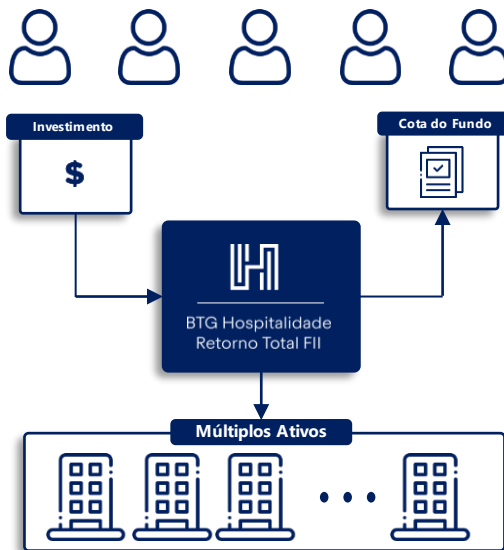 Investimento
Cota do Fundo
$
BTG Hospitalidade
Retorno Total FII
Múltiplos Ativos